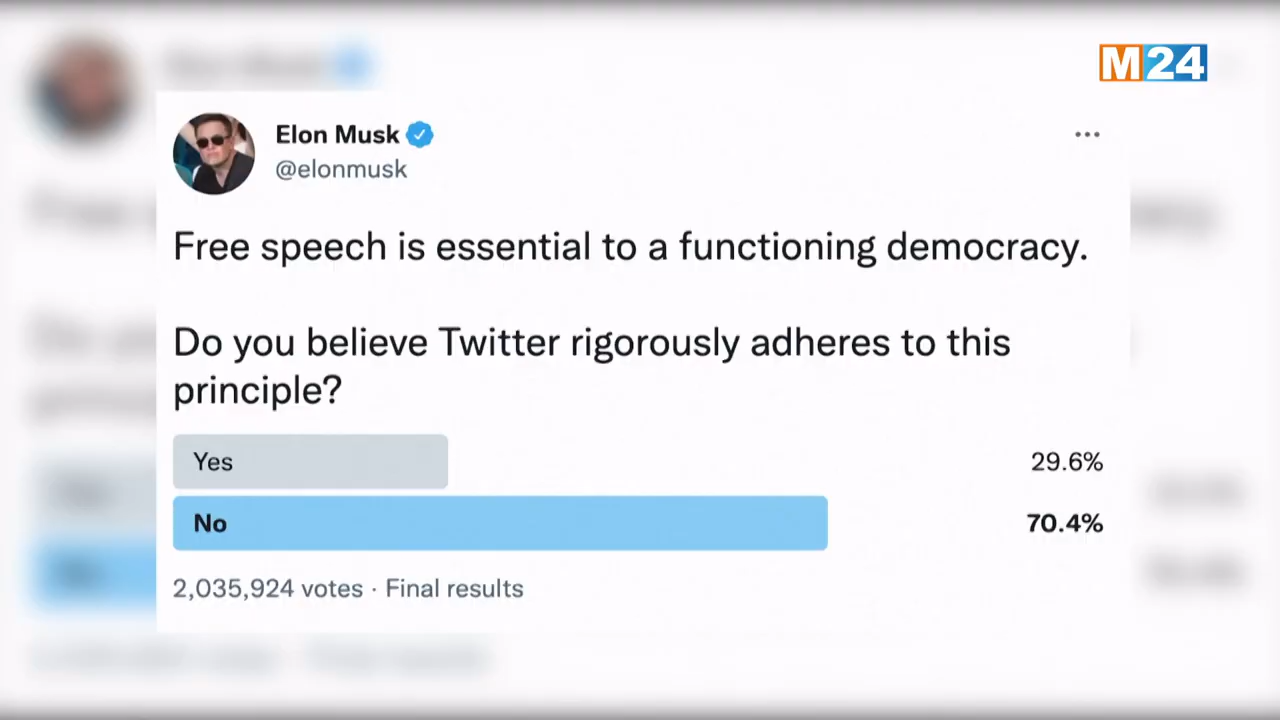 M24
Elon Musk
@elonmusk
Free speech is essential to a functioning democracy.
Do you believe Twitter rigorously adheres to this
principle?
Yes 29.6%
No 70.4%
2,035,924 votes · Final results